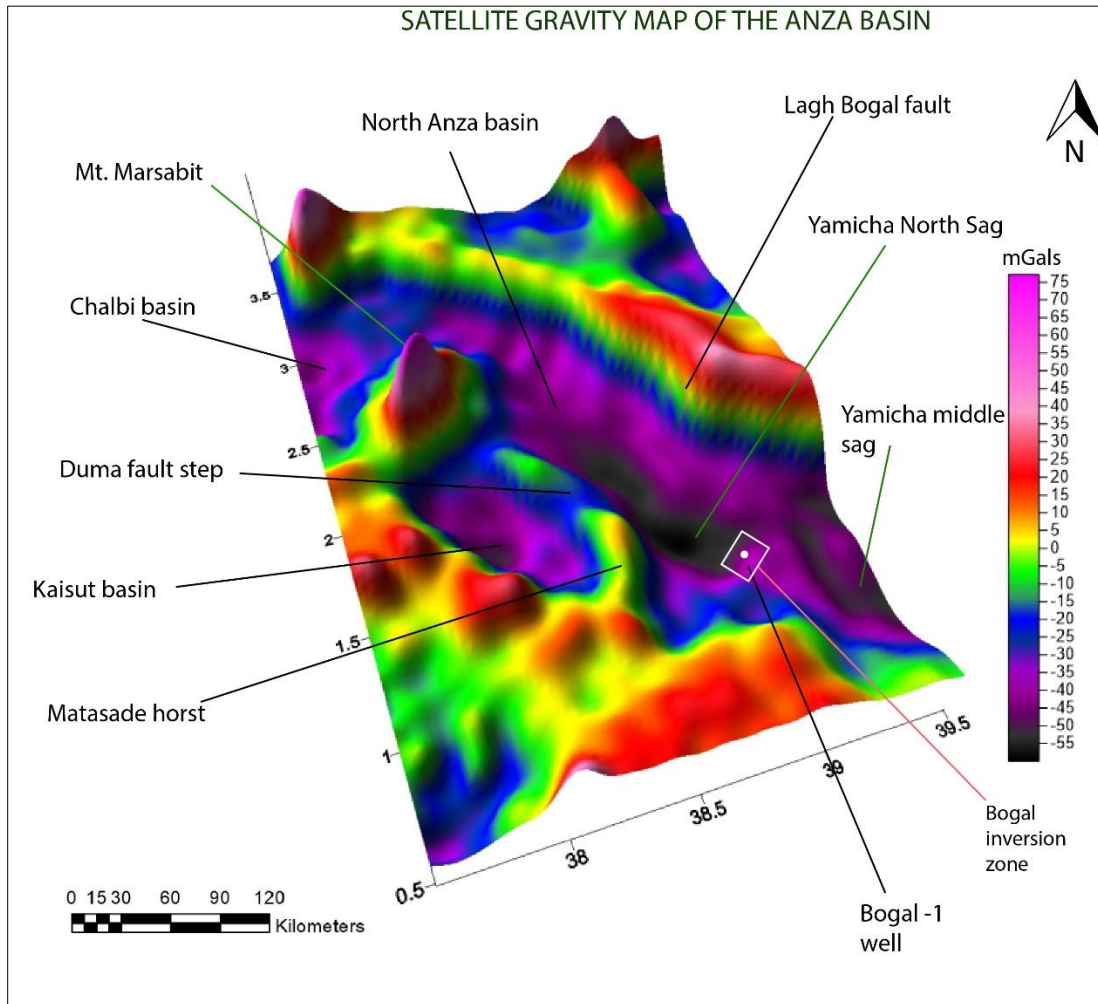 SATELLITE GRAVITY MAP OF THE ANZA BASIN
North Anza basin
Lagh Bogal fault
N
Mt. Marsabit
Yamicha North Sag
Chalbi basin
mGals
75
70
65
60
55
50
45
40
35
30
25
20
15
10
5
0
-5
-10
-15
-20
-25
-30
-35
-40
-45
-50
-55
3.5
3
2.5
2
1.5
1
0.5
Yamicha middle
sag
Duma fault step
Kaisut basin
Matasade horst
38
38.5
39
39.5
Bogal
inversion
zone
Bogal -1
well
0 15 30 60 90 120
Kilometers